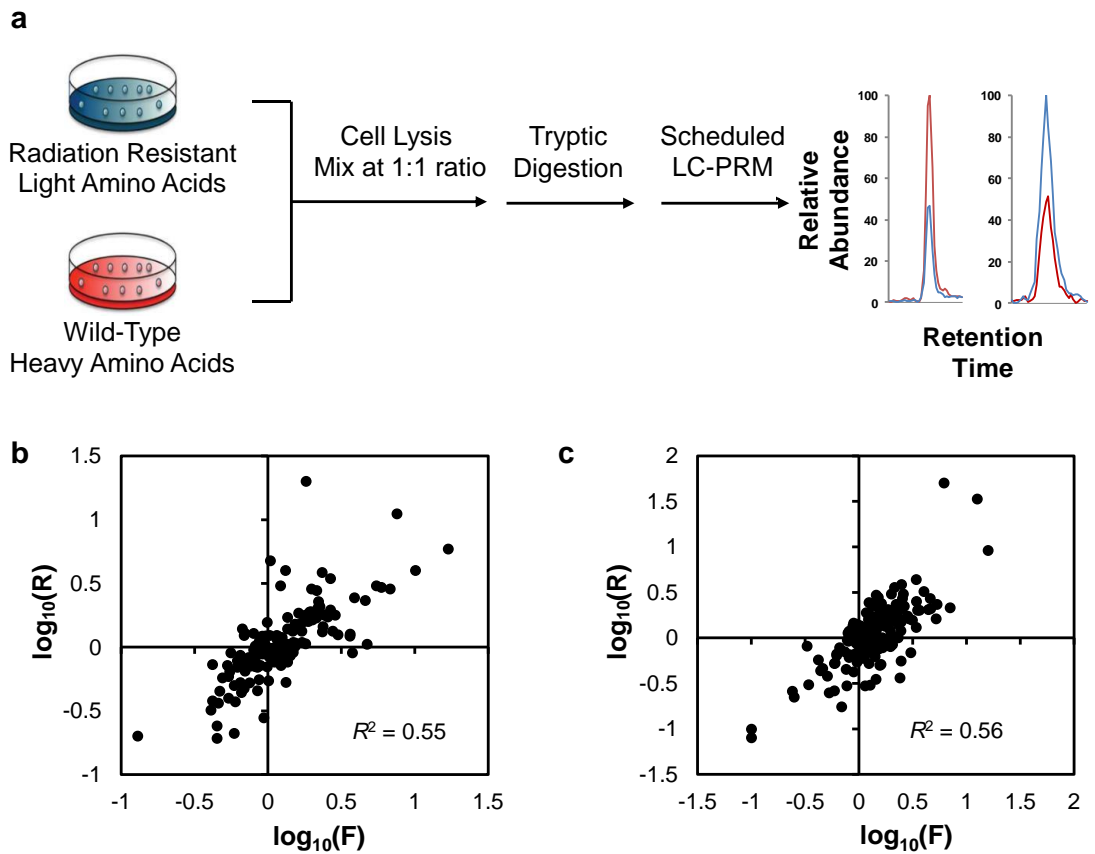 a
Radiation Resistant
Light Amino Acids
Wild-Type
Heavy Amino Acids
Cell Lysis
Mix at 1:1 ratio
Tryptic
Digestion
Scheduled
LC-PRM
Relative
Abundance
100
80
60
40
20
0
100
80
60
40
20
0
Retention
Time
b
log10(R)
1.5
1
0.5
0
-0.5
-1
R² = 0.55
-1
-0.5
0
0.5
1
1.5
log10(F)
c
log10(R)
2
1.5
1
0.5
0
-0.5
-1
-1.5
R² = 0.56
-1.5
-1
-0.5
0
0.5
1
1.5
2
log10(F)